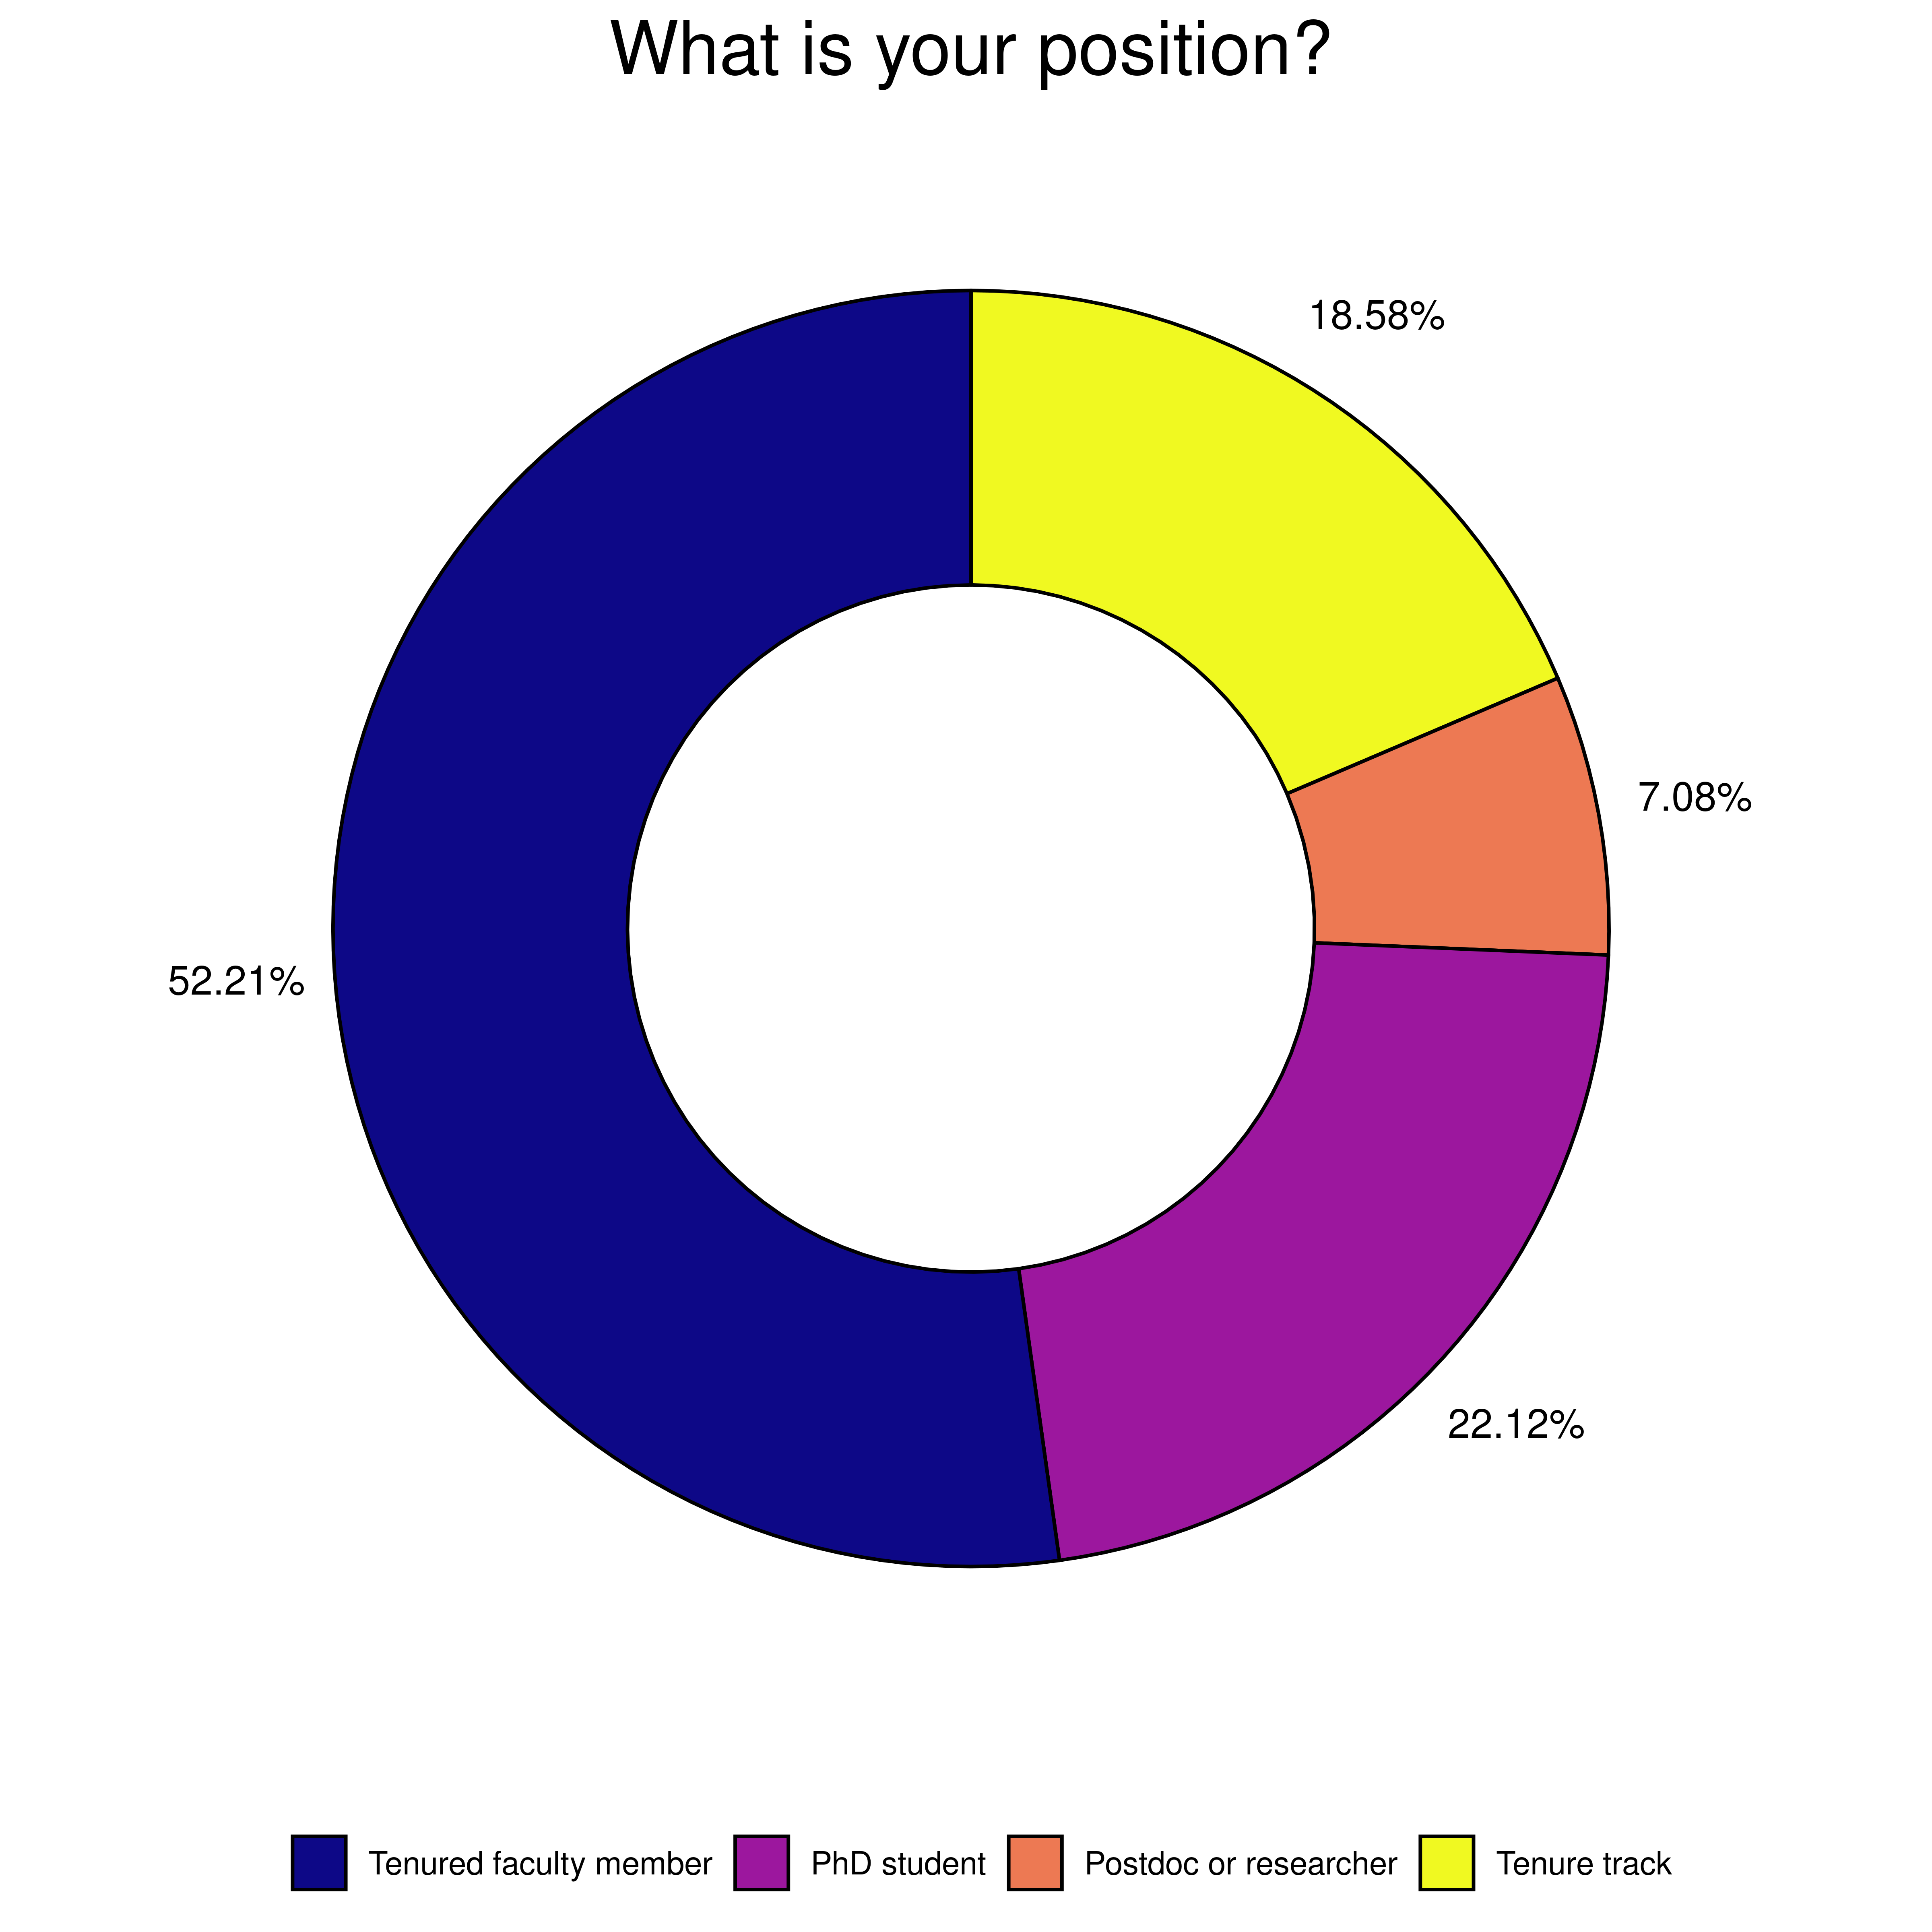 What is your position?
18.58%
7.08%
52.21%
22.12%
Tenured faculty member PhD student Postdoc or researcher Tenure track